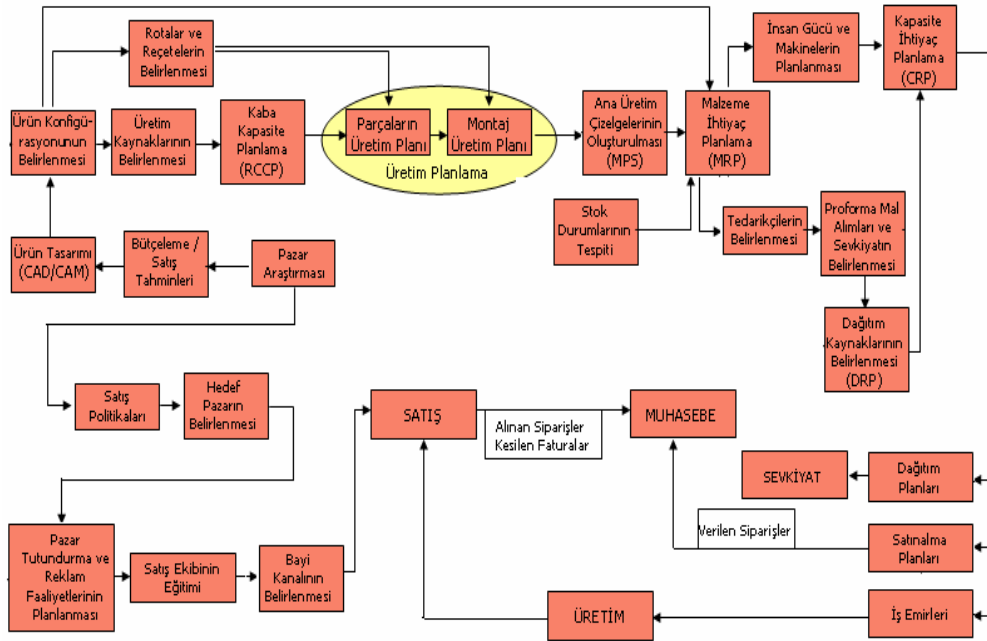 Rotalar ve
Reçetelerin
Belirlenmesi
İnsan Gücü ve
Makinelerin
Planlanması
Kapasite
İhtiyaç
Planlama
(CRP)
Ürün Konfigü-
rasyonunun
Belirlenmesi
Üretim
Kaynaklarının
Belirlenmesi
Kaba
Kapasite
Planlama
(RCCP)
Parçaların
Üretim Planı
Montaj
Üretim Planı
Üretim Planlama
Ana Üretim
Çizelgelerinin
Oluşturulması
(MPS)
Malzeme
İhtiyaç
Planlama
(MRP)
Stok
Durumlarının
Tespiti
Tedarikçilerin
Belirlenmesi
Proforma Mal
Alımları ve
Sevkiyatın
Belirlenmesi
Ürün Tasarımı
(CAD/CAM)
Bütçeleme /
Satış
Tahminleri
Pazar
Araştırması
Dağıtım
Kaynaklarının
Belirlenmesi
(DRP)
Satış
Politikaları
Hedef
Pazarın
Belirlenmesi
SATIŞ
Alınan Siparişler
Kesilen Faturalar
MUHASEBE
SEVKİYAT
Dağıtım
Planları
Verilen Siparişler
Satınalma
Planları
Pazar
Tutundurma ve
Reklam
Faaliyetlerinin
Planlanması
Satış Ekibinin
Eğitimi
Bayi
Kanalının
Belirlenmesi
ÜRETİM
İş Emirleri